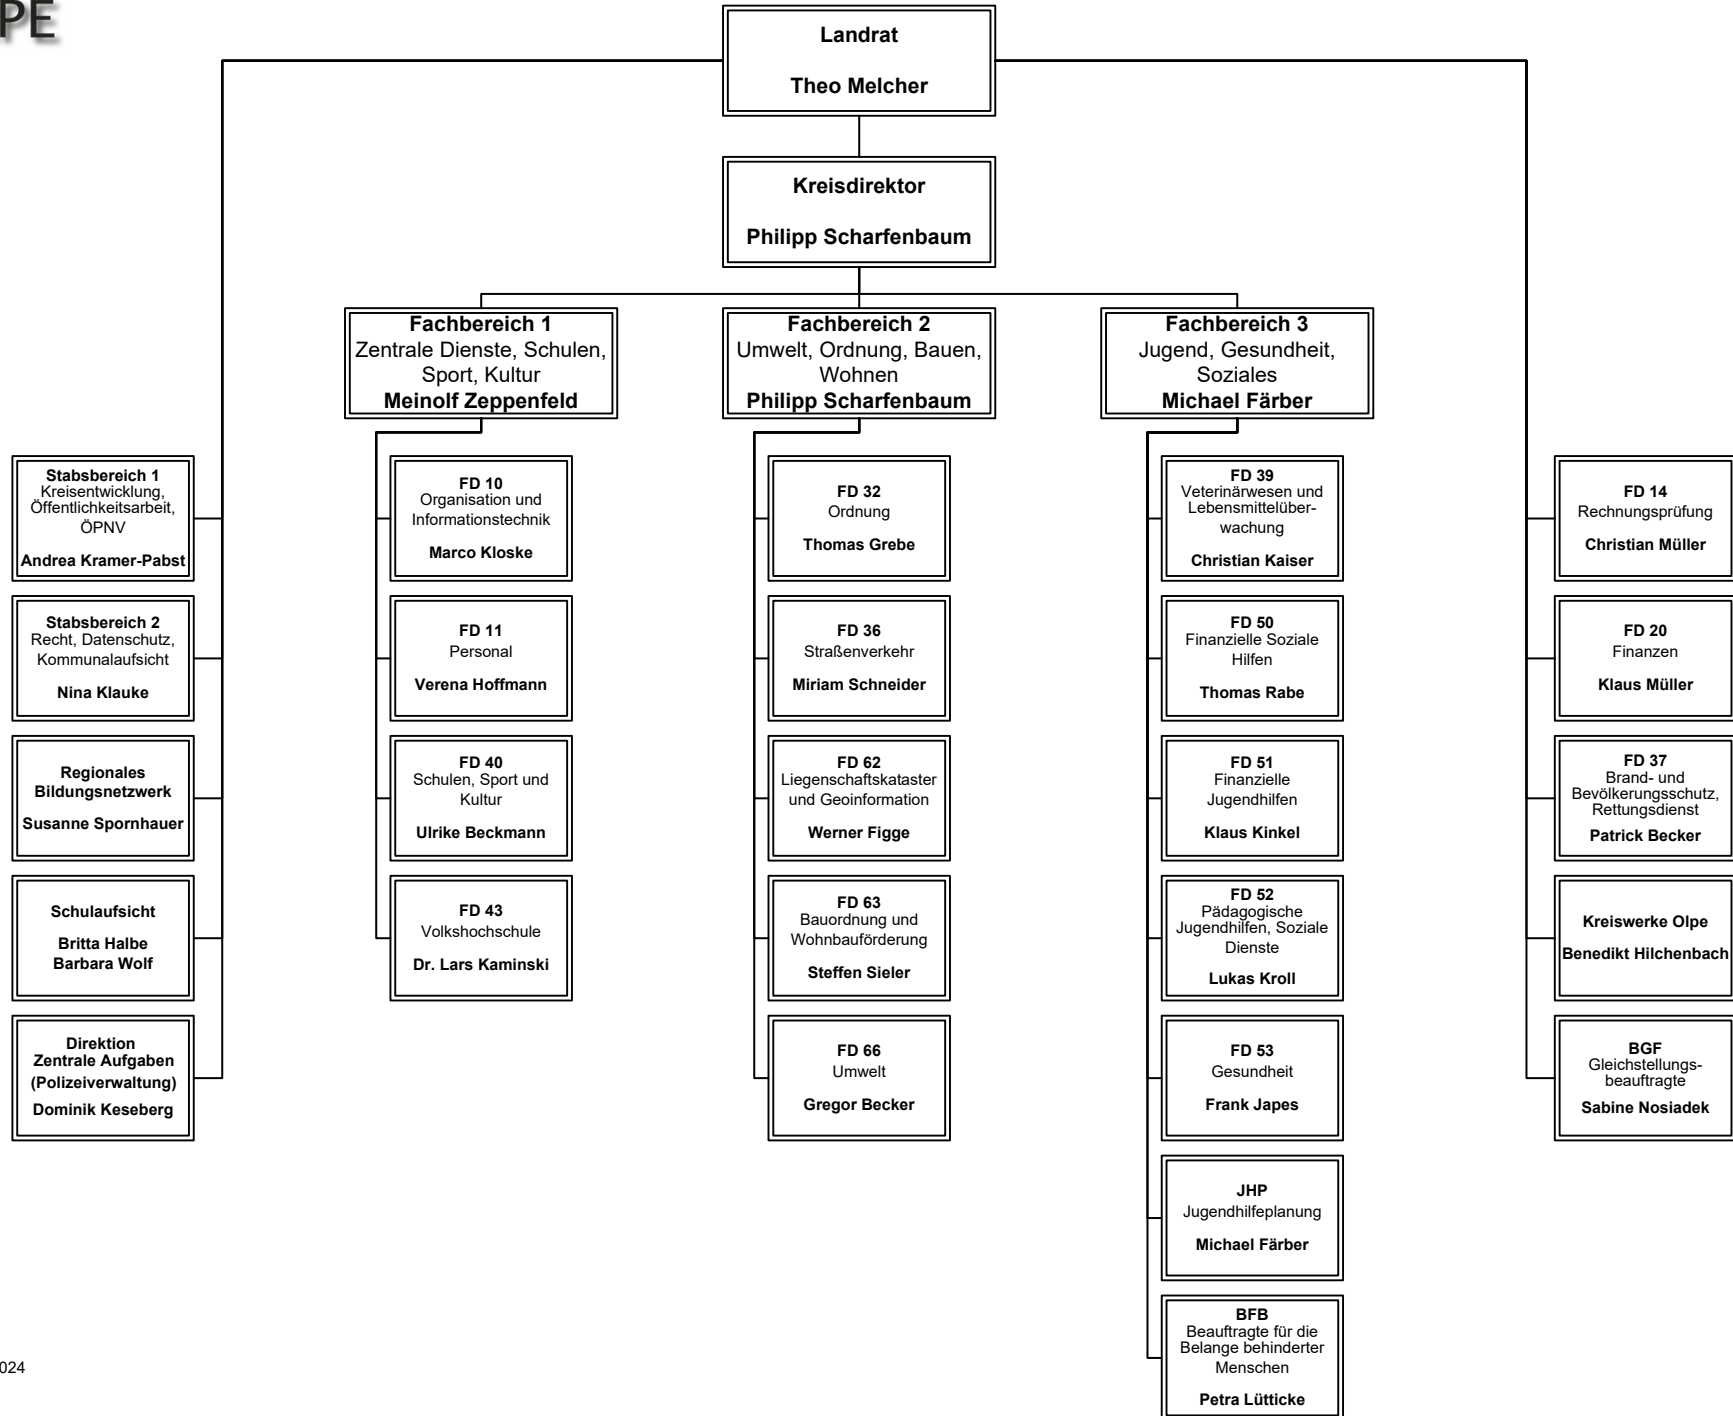 PE
Landrat
Theo Melcher
Kreisdirektor
Philipp Scharfenbaum
Fachbereich 1
Zentrale Dienste, Schulen,
Sport, Kultur
Meinolf Zeppenfeld
Fachbereich 2
Umwelt, Ordnung, Bauen,
Wohnen
Philipp Scharfenbaum
Fachbereich 3
Jugend, Gesundheit,
Soziales
Michael Färber
Stabsbereich 1
Kreisentwicklung,
Öffentlichkeitsarbeit,
ÖPNV
Andrea Kramer-Pabst
Stabsbereich 2
Recht, Datenschutz,
Kommunalaufsicht
Nina Klauke
Regionales
Bildungsnetzwerk
Susanne Spornhauer
Schulaufsicht
Britta Halbe
Barbara Wolf
Direktion
Zentrale Aufgaben
(Polizeiverwaltung)
Dominik Keseberg
FD 10
Organisation und
Informationstechnik
Marco Kloske
FD 11
Personal
Verena Hoffmann
FD 40
Schulen, Sport und
Kultur
Ulrike Beckmann
FD 43
Volkshochschule
Dr. Lars Kaminski
FD 32
Ordnung
Thomas Grebe
FD 36
Straßenverkehr
Miriam Schneider
FD 62
Liegenschaftskataster
und Geoinformation
Werner Figge
FD 63
Bauordnung und
Wohnbauförderung
Steffen Sieler
FD 66
Umwelt
Gregor Becker
FD 39
Veterinärwesen und
Lebensmittelüber-
wachung
Christian Kaiser
FD 50
Finanzielle Soziale
Hilfen
Thomas Rabe
FD 51
Finanzielle
Jugendhilfen
Klaus Kinkel
FD 52
Pädagogische
Jugendhilfen, Soziale
Dienste
Lukas Kroll
FD 53
Gesundheit
Frank Japes
JHP
Jugendhilfeplanung
Michael Färber
BFB
Beauftragte für die
Belange behinderter
Menschen
Petra Lütticke
FD 14
Rechnungsprüfung
Christian Müller
FD 20
Finanzen
Klaus Müller
FD 37
Brand- und
Bevölkerungsschutz,
Rettungsdienst
Patrick Becker
Kreiswerke Olpe
Benedikt Hilchenbach
BGF
Gleichstellungs-
beauftragte
Sabine Nosiadek
024